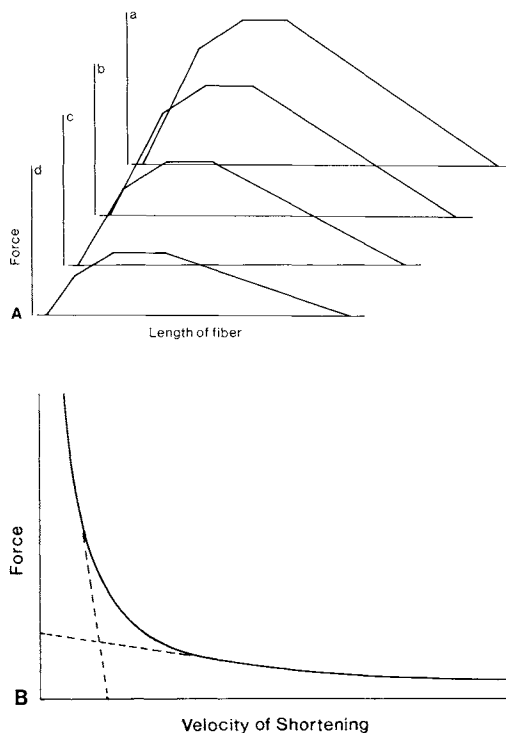 a
b
c
d
Force
A
Length of fiber
Force
B
Velocity of Shortening